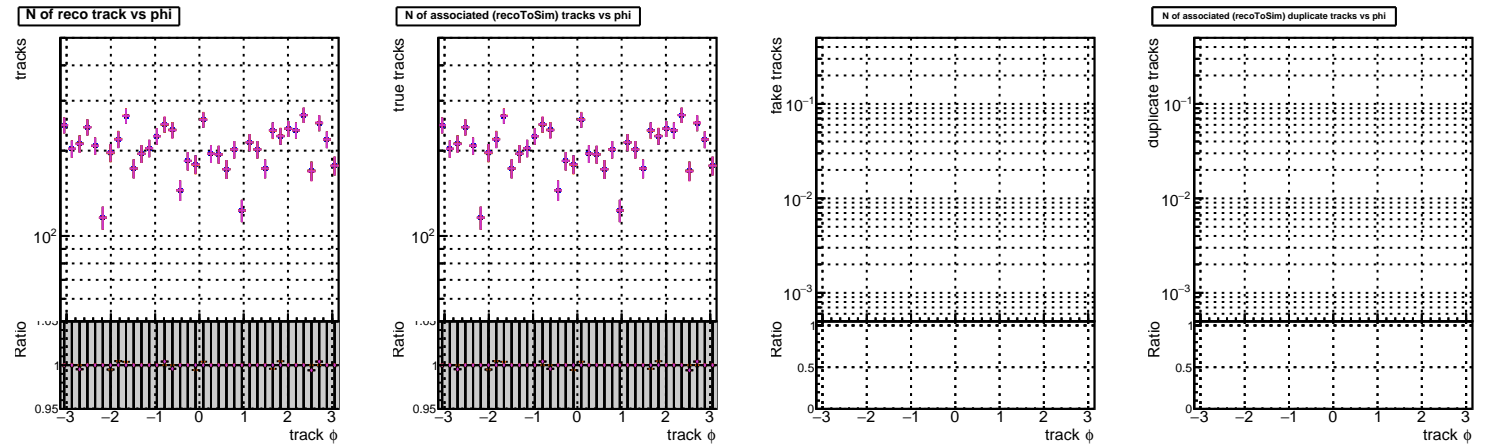 N of reco track vs phi
tracks
10²
Ratio
1.05
1
0.95
−3 −2 −1 0 1 2 3
track φ
N of associated (recoToSim) tracks vs phi
true tracks
10²
Ratio
1.05
1
0.95
−3 −2 −1 0 1 2 3
track φ
fake tracks
10⁻¹
10⁻²
10⁻³
Ratio
1
0.5
0
−3 −2 −1 0 1 2 3
track φ
N of associated (recoToSim) duplicate tracks vs phi
duplicate tracks
10⁻¹
10⁻²
10⁻³
Ratio
1
0.5
0
−3 −2 −1 0 1 2 3
track φ